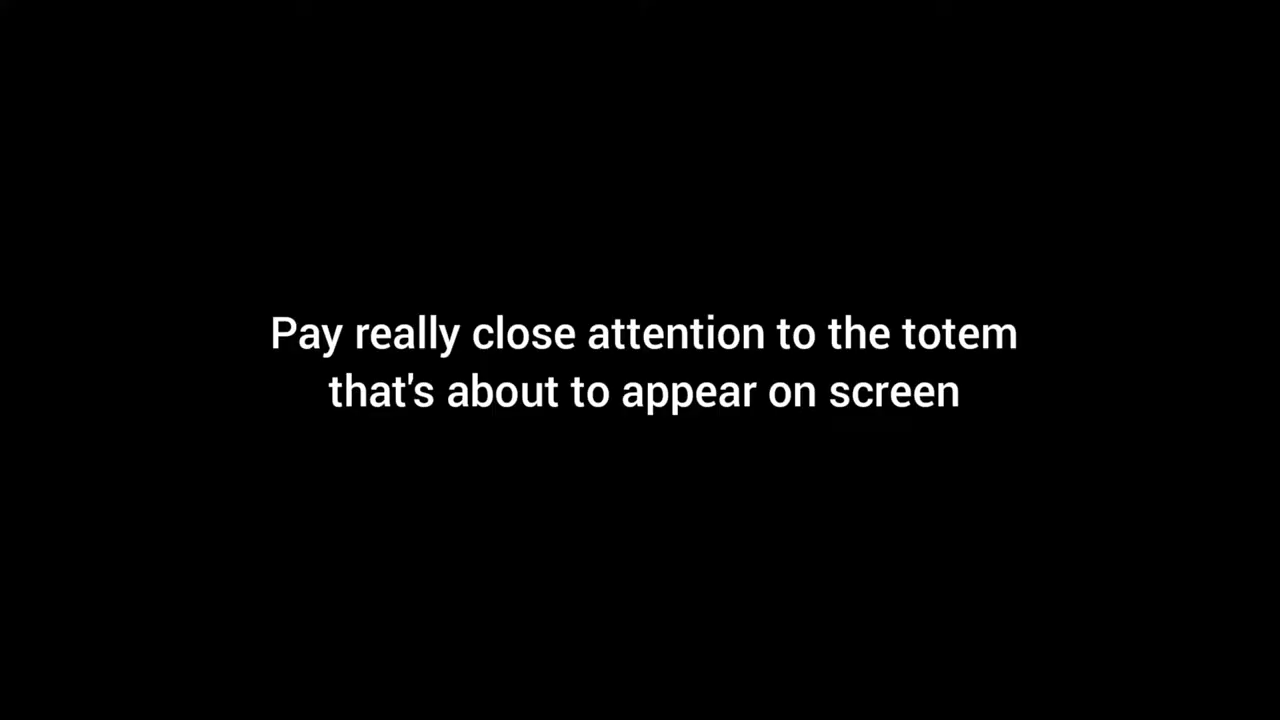 Pay really close attention to the totem
that's about to appear on screen